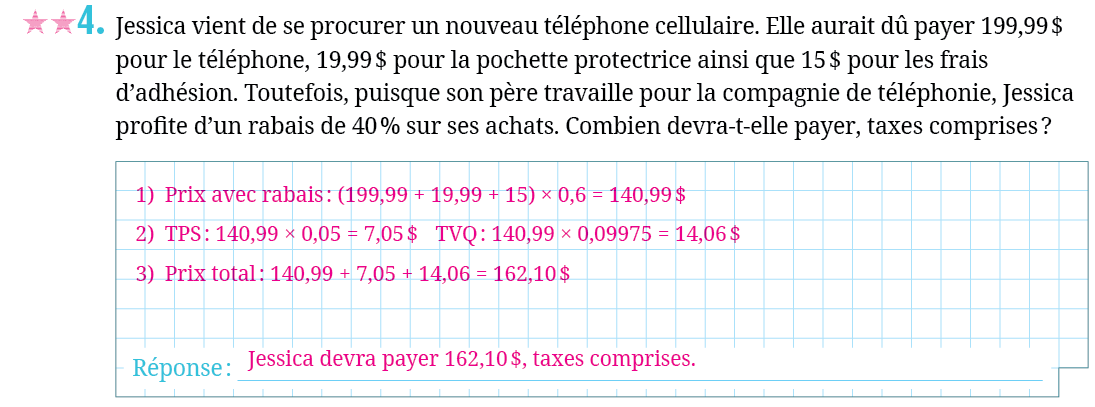 ★★4. Jessica vient de se procurer un nouveau téléphone cellulaire. Elle aurait dû payer 199,99 $
pour le téléphone, 19,99 $ pour la pochette protectrice ainsi que 15 $ pour les frais
d’adhésion. Toutefois, puisque son père travaille pour la compagnie de téléphonie, Jessica
profite d’un rabais de 40 % sur ses achats. Combien devra-t-elle payer, taxes comprises ?
1) Prix avec rabais : (199,99 + 19,99 + 15) × 0,6 = 140,99 $
2) TPS : 140,99 × 0,05 = 7,05 $ TVQ : 140,99 × 0,09975 = 14,06 $
3) Prix total : 140,99 + 7,05 + 14,06 = 162,10 $
Réponse : Jessica devra payer 162,10 $, taxes comprises.